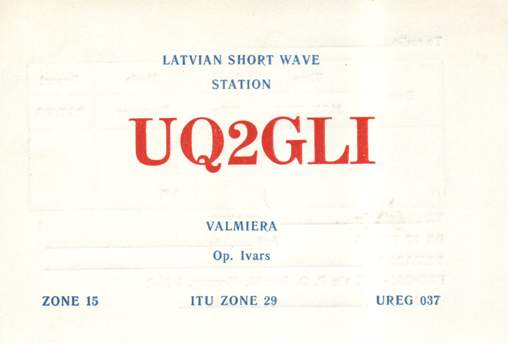 LATVIAN SHORT WAVE
STATION
UQ2GLI
VALMIERA
Op. Ivars
ZONE 15 ITU ZONE 29 UREG 037